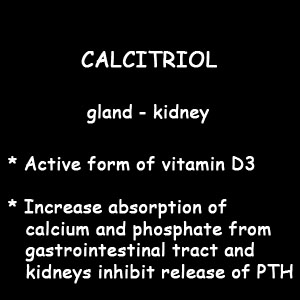 CALCITRIOL
gland - kidney
* Active form of vitamin D3
* Increase absorption of
calcium and phosphate from
gastrointestinal tract and
kidneys inhibit release of PTH